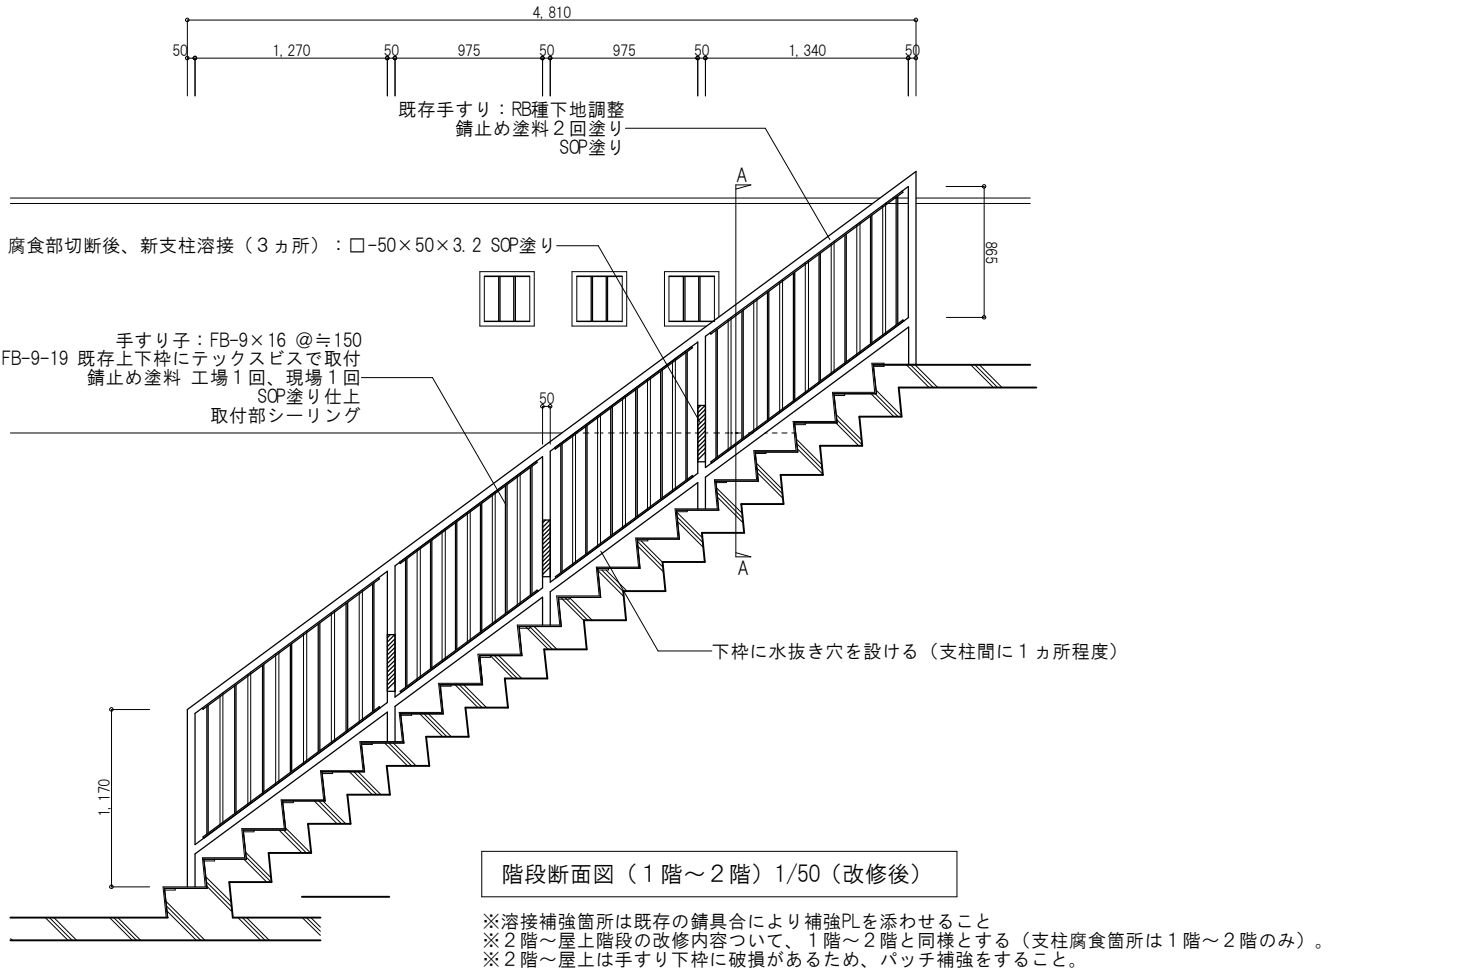 4,810
50 1,270 50 975 50 975 50 1,340 50
既存手すり：RB種下地調整
錆止め塗料２回塗り
SOP塗り
A
865
腐食部切断後、新支柱溶接（３ヵ所）：□-50×50×3.2 SOP塗り
手すり子：FB-9×16 @≒150
FB-9-19 既存上下枠にテックスビスで取付
錆止め塗料 工場１回、現場１回
SOP塗り仕上
取付部シーリング
50
A
下枠に水抜き穴を設ける（支柱間に１ヵ所程度）
1,170
階段断面図（１階～２階）1/50（改修後）
※溶接補強箇所は既存の錆具合により補強PLを添わせること
※２階～屋上階段の改修内容ついて、１階～２階と同様とする（支柱腐食箇所は１階～２階のみ）。
※２階～屋上は手すり下枠に破損があるため、パッチ補強をすること。